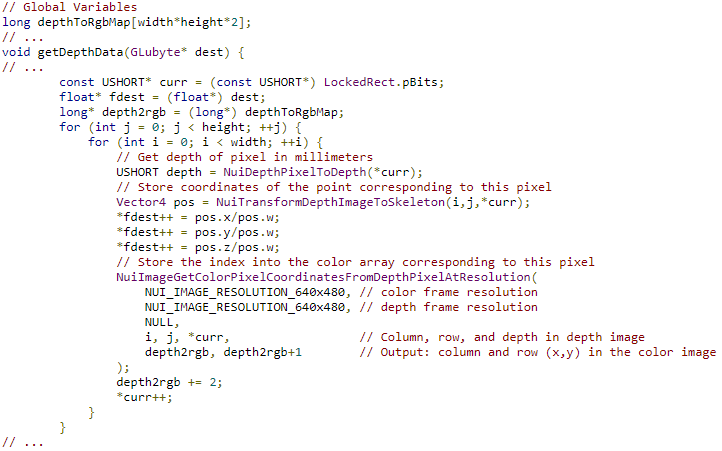 // Global Variables
long depthToRgbMap[width*height*2];
// ...
void getDepthData(GLubyte* dest) {
// ...
        const USHORT* curr = (const USHORT*) LockedRect.pBits;
        float* fdest = (float*) dest;
        long* depth2rgb = (long*) depthToRgbMap;
        for (int j = 0; j < height; ++j) {
            for (int i = 0; i < width; ++i) {
                // Get depth of pixel in millimeters
                USHORT depth = NuiDepthPixelToDepth(*curr);
                // Store coordinates of the point corresponding to this pixel
                Vector4 pos = NuiTransformDepthImageToSkeleton(i,j,*curr);
                *fdest++ = pos.x/pos.w;
                *fdest++ = pos.y/pos.w;
                *fdest++ = pos.z/pos.w;
                // Store the index into the color array corresponding to this pixel
                NuiImageGetColorPixelCoordinatesFromDepthPixelAtResolution(
                    NUI_IMAGE_RESOLUTION_640x480, // color frame resolution
                    NUI_IMAGE_RESOLUTION_640x480, // depth frame resolution
                    NULL,
                    i, j, *curr,                  // Column, row, and depth in depth image
                    depth2rgb, depth2rgb+1        // Output: column and row (x,y) in the color image
                );
                depth2rgb += 2;
                *curr++;
            }
        }
// ...